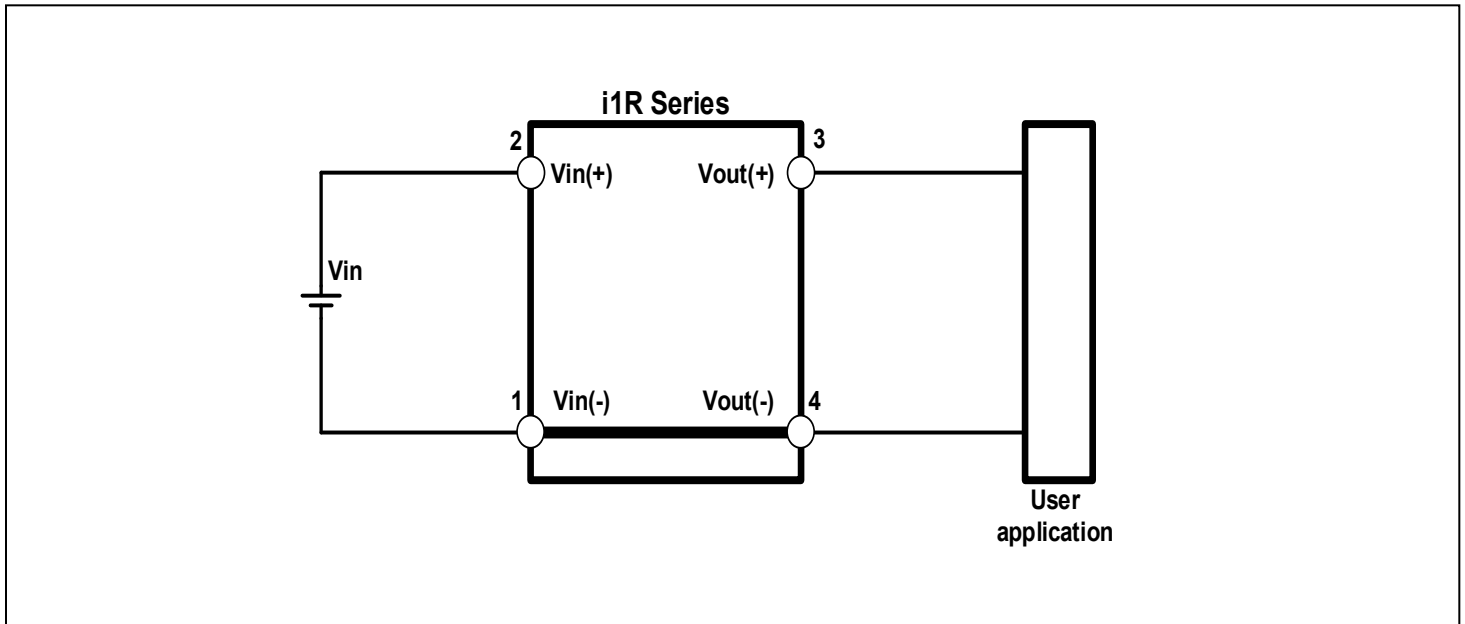 i1R Series
2
3
Vin(+)
Vout(+)
Vin
1
Vin(-)
Vout(-)
4
User
application